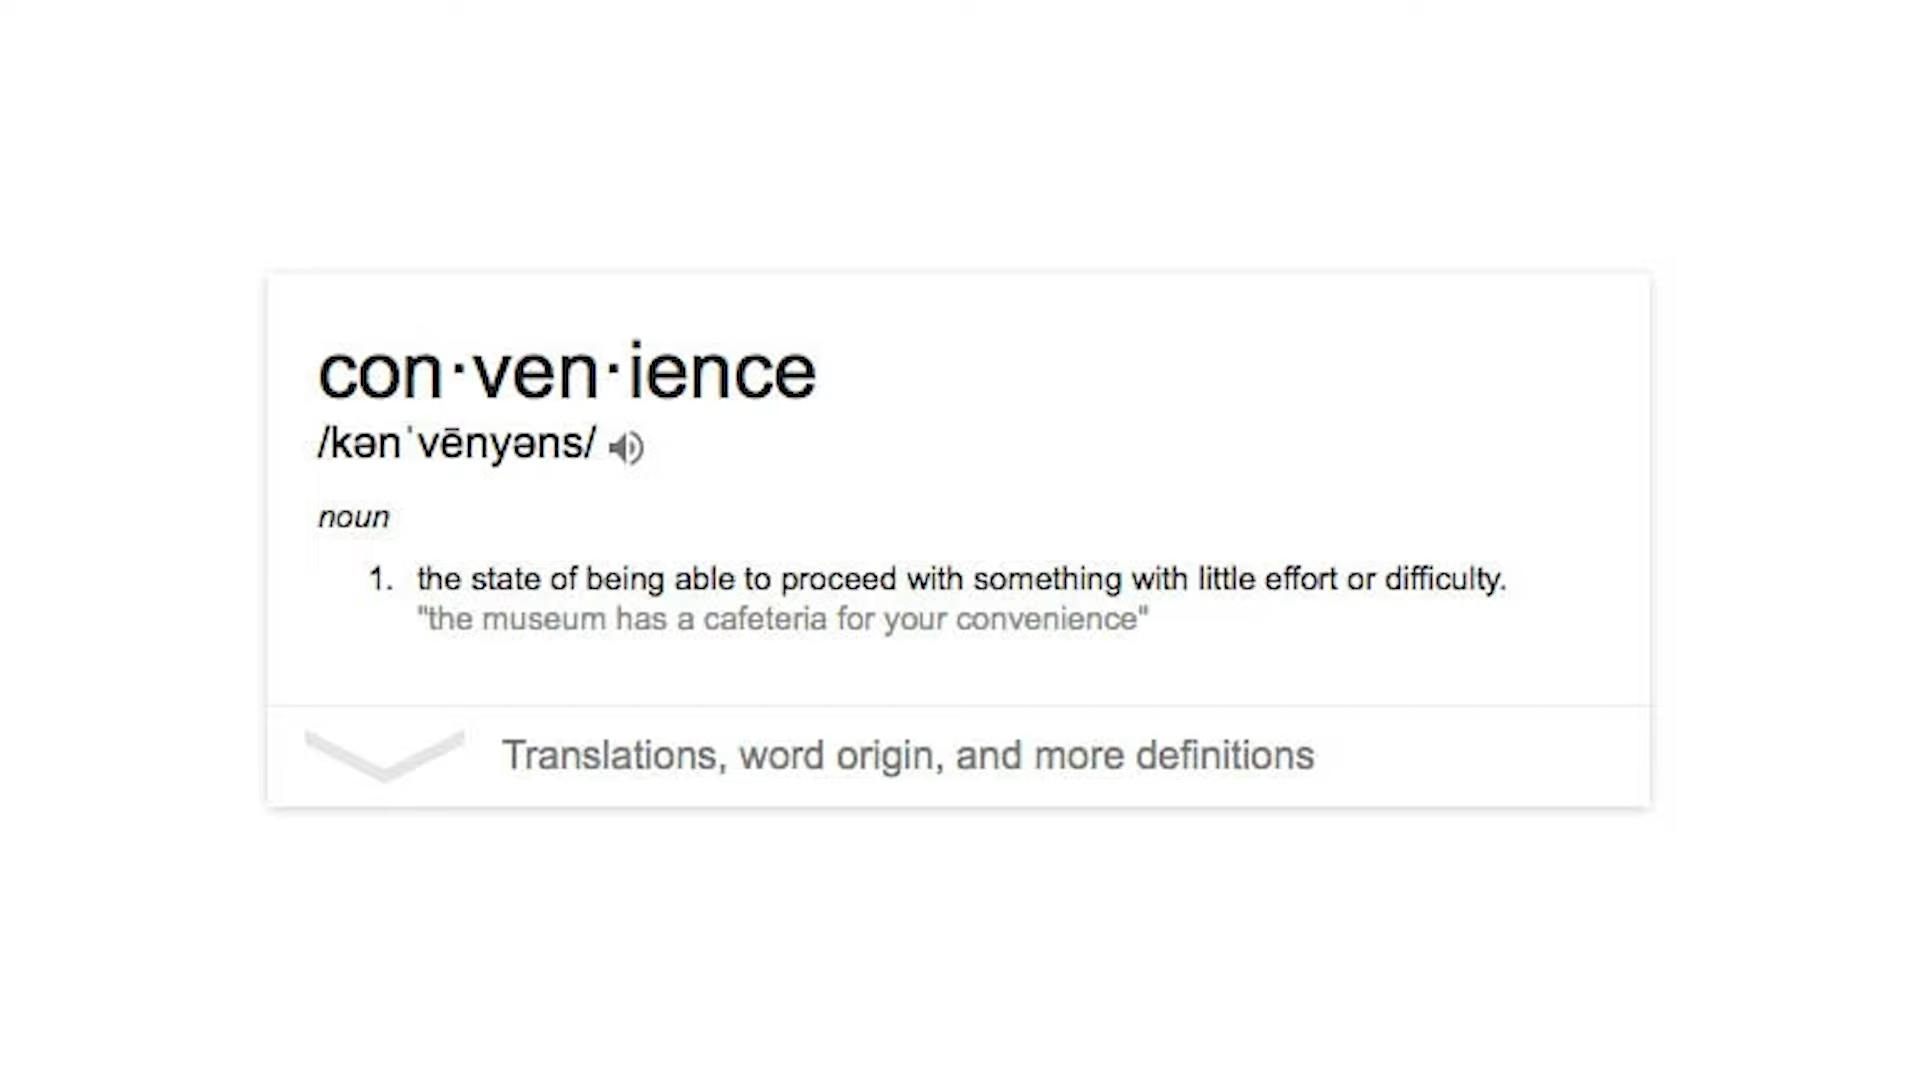 con·ven·ience
/kənˈvēnyəns/
noun
1. the state of being able to proceed with something with little effort or difficulty.
"the museum has a cafeteria for your convenience"
Translations, word origin, and more definitions